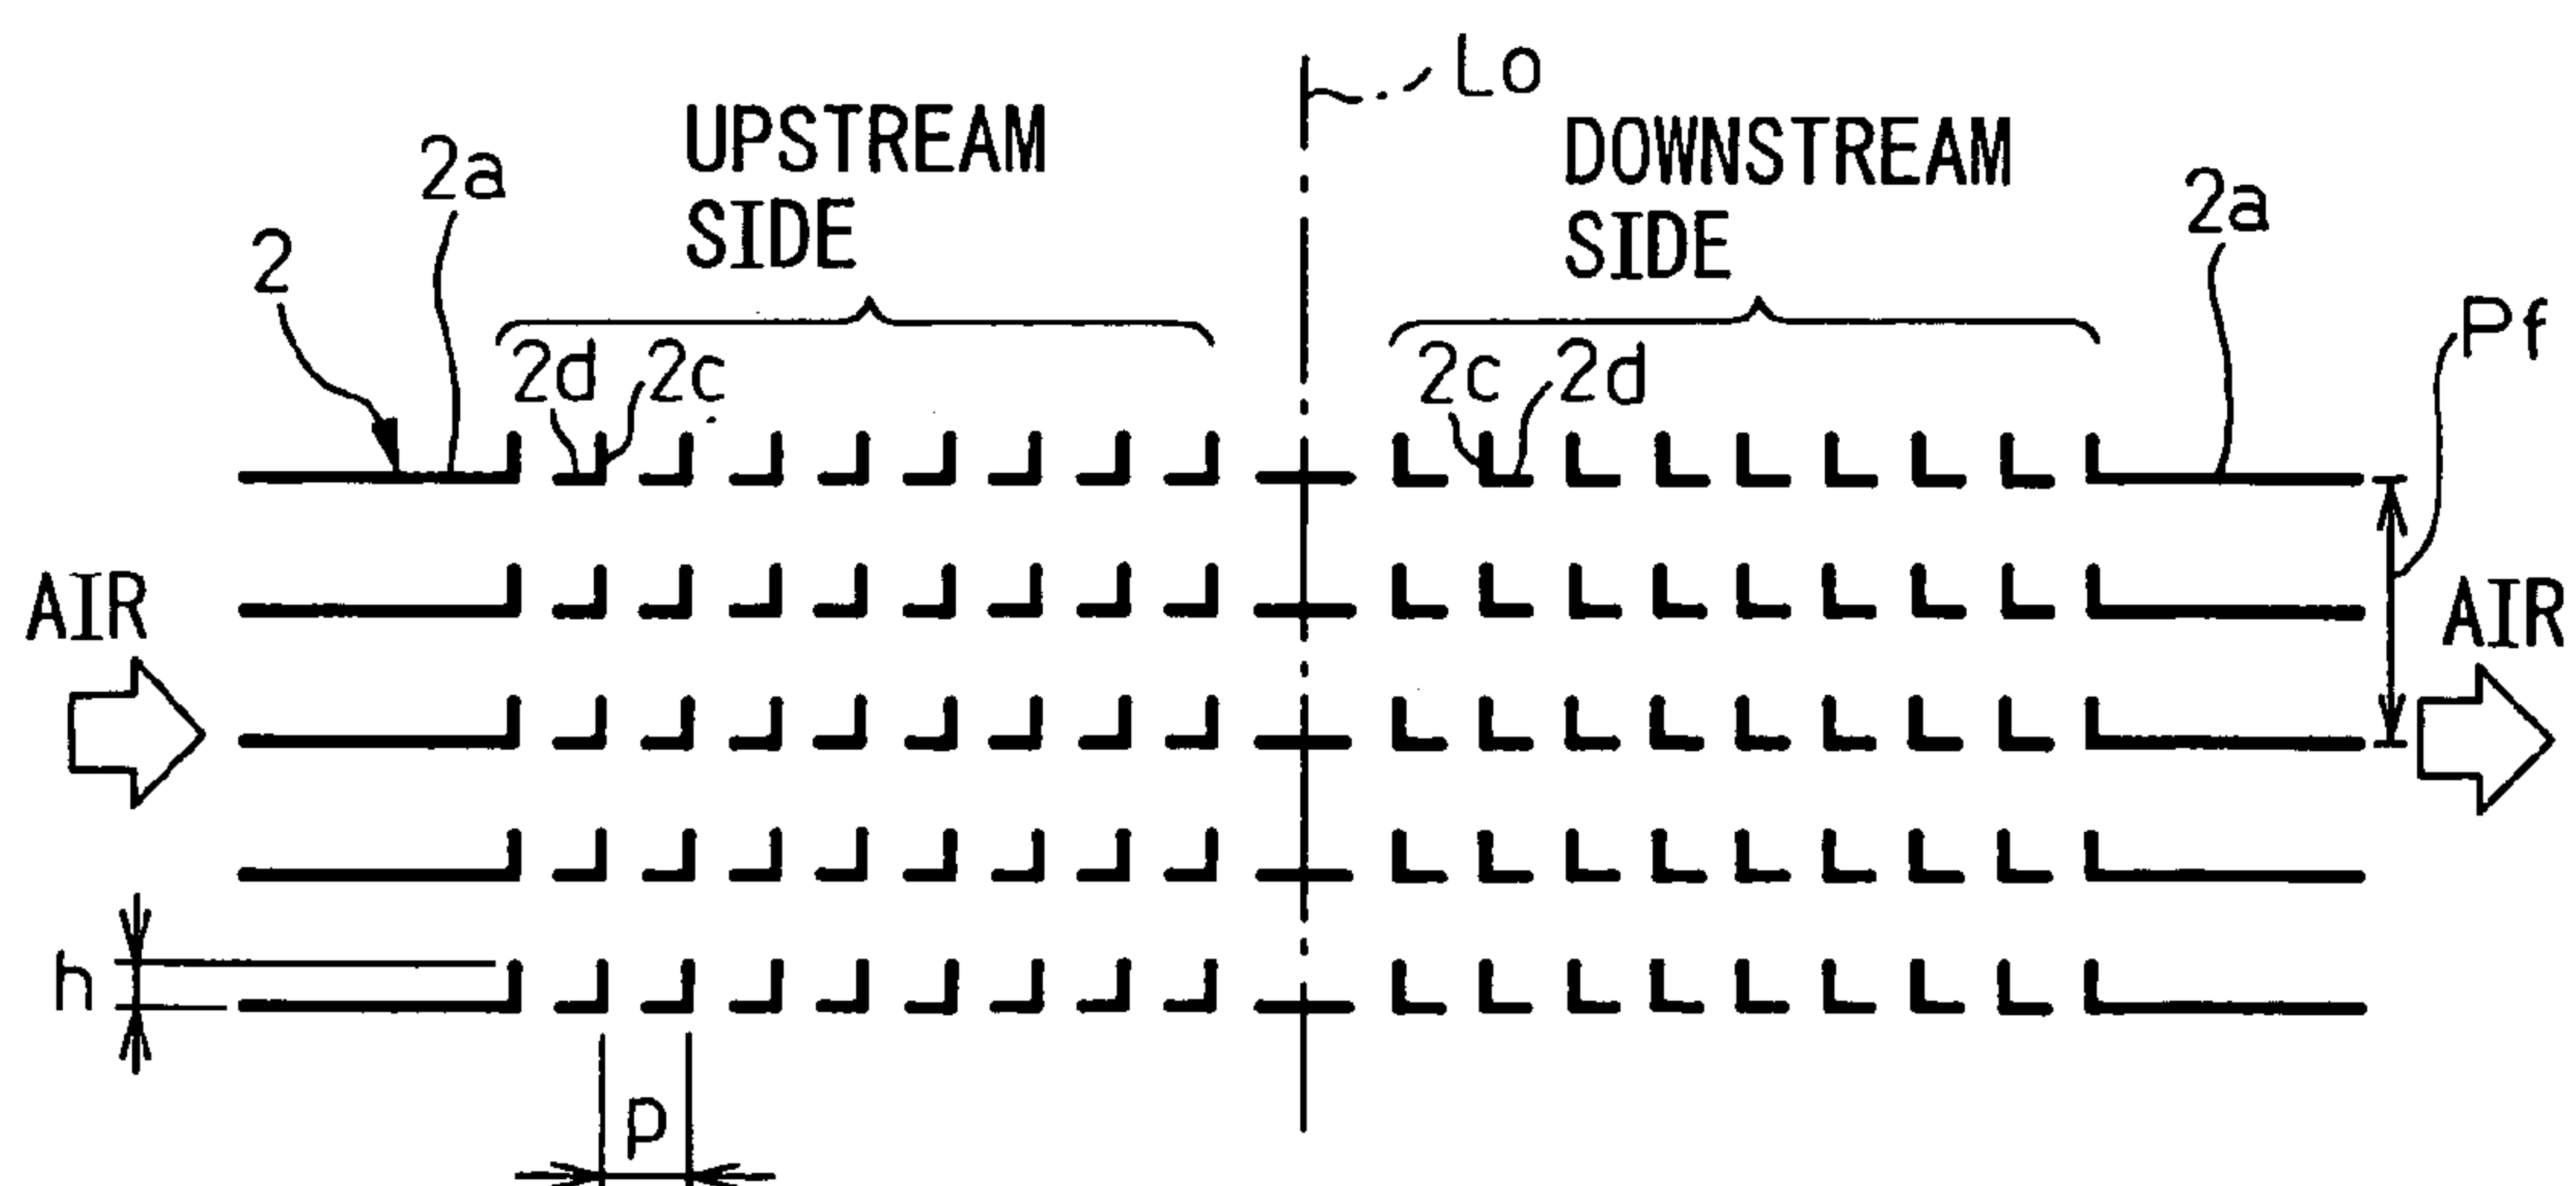 Lo
UPSTREAM
SIDE
DOWNSTREAM
SIDE
2a
2a
2
Pf
2d
2c
2c
2d
AIR
AIR
h
P